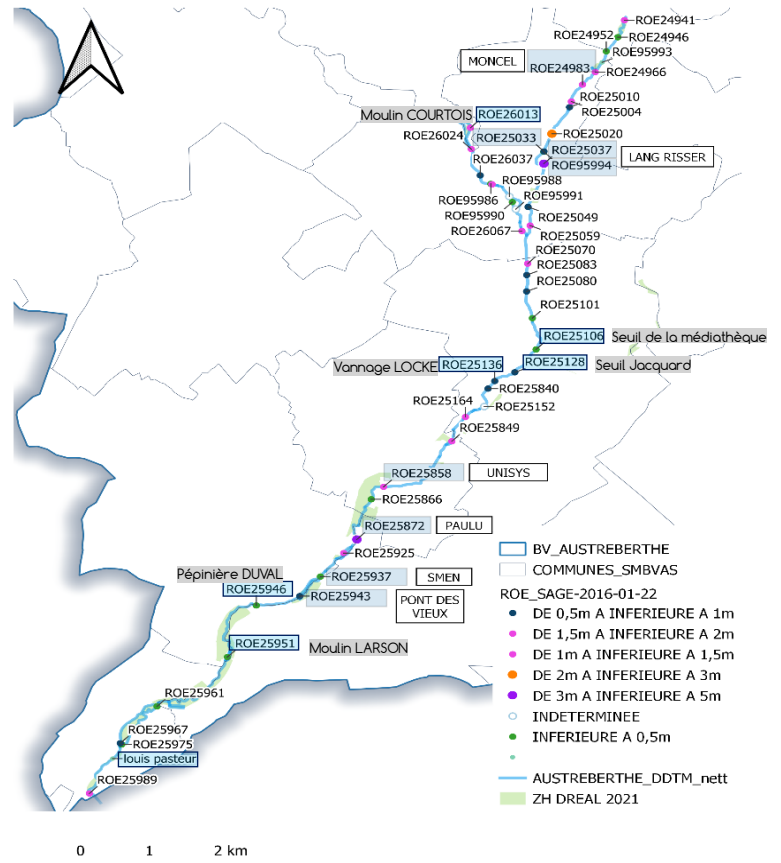 ROE24941
ROE24952
ROE24946
ROE95993
MONCEL
ROE24983
ROE24966
ROE25010
ROE25004
Moulin COURTOIS
ROE26013
ROE25020
ROE26024
ROE25033
ROE25037
LANG RISSER
ROE26037
ROE95994
ROE95988
ROE95986
ROE95991
ROE95990
ROE25049
ROE26067
ROE25059
ROE25070
ROE25083
ROE25080
ROE25101
ROE25106
Seuil de la médiathèque
Vannage LOCKE
ROE25136
ROE25128
Seuil Jacquard
ROE25840
ROE25164
ROE25152
ROE25849
ROE25858
UNISYS
ROE25866
ROE25872
PAULU
ROE25925
Pépinière DUVAL
ROE25937
SMEN
ROE25946
ROE25943
PONT DES
VIEUX
ROE25951
Moulin LARSON
ROE25961
ROE25967
ROE25975
louis pasteur
ROE25989
BV_AUSTREBERTHE
COMMUNES_SMBVAS
ROE_SAGE-2016-01-22
DE 0,5m A INFERIEURE A 1m
DE 1,5m A INFERIEURE A 2m
DE 1m A INFERIEURE A 1,5m
DE 2m A INFERIEURE A 3m
DE 3m A INFERIEURE A 5m
INDETERMINEE
INFERIEURE A 0,5m
AUSTREBERTHE_DDTM_nett
ZH DREAL 2021
0 1 2 km